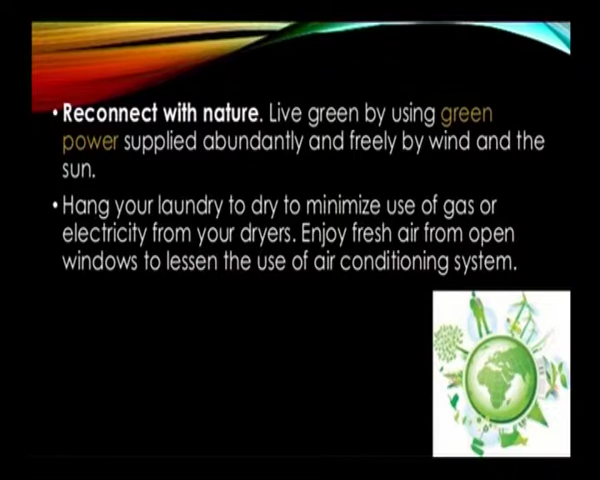 • Reconnect with nature. Live green by using green
power supplied abundantly and freely by wind and the
sun.
• Hang your laundry to dry to minimize use of gas or
electricity from your dryers. Enjoy fresh air from open
windows to lessen the use of air conditioning system.